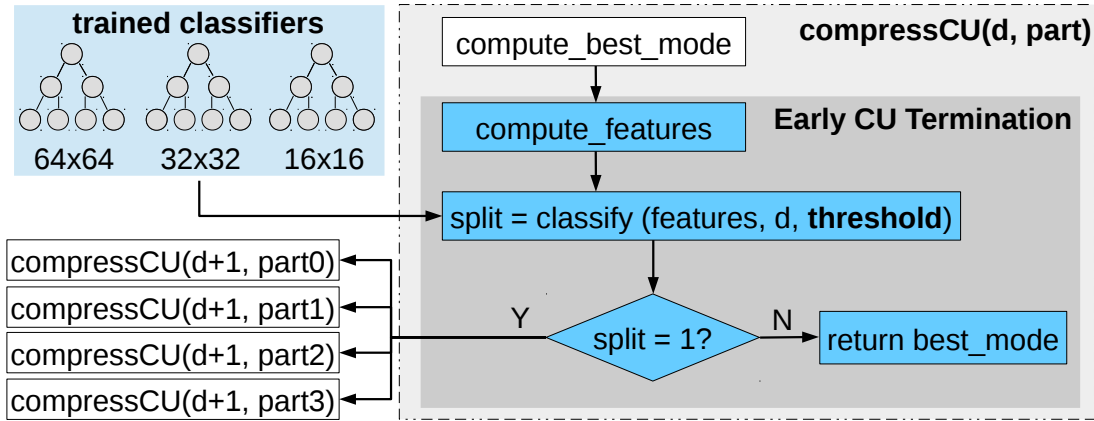 trained classifiers
64x64 32x32 16x16
compressCU(d, part)
compute_best_mode
Early CU Termination
compute_features
split = classify (features, d, threshold)
split = 1?
Y
N
return best_mode
compressCU(d+1, part0)
compressCU(d+1, part1)
compressCU(d+1, part2)
compressCU(d+1, part3)